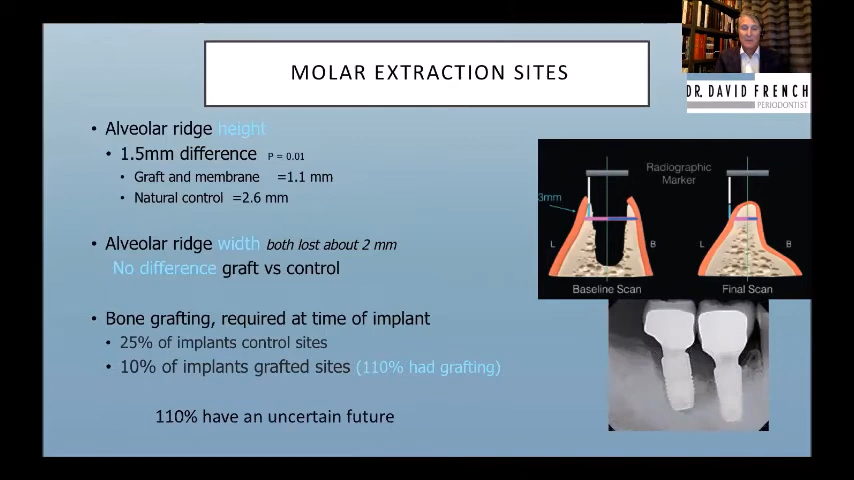 MOLAR EXTRACTION SITES
DR. DAVID FRENCH
PERIODONTIST
• Alveolar ridge height
• 1.5mm difference P = 0.01
• Graft and membrane =1.1 mm
• Natural control =2.6 mm
• Alveolar ridge width both lost about 2 mm
No difference graft vs control
• Bone grafting, required at time of implant
• 25% of implants control sites
• 10% of implants grafted sites (110% had grafting)
110% have an uncertain future
Radiographic
Marker
3mm
L B L B
Baseline Scan Final Scan